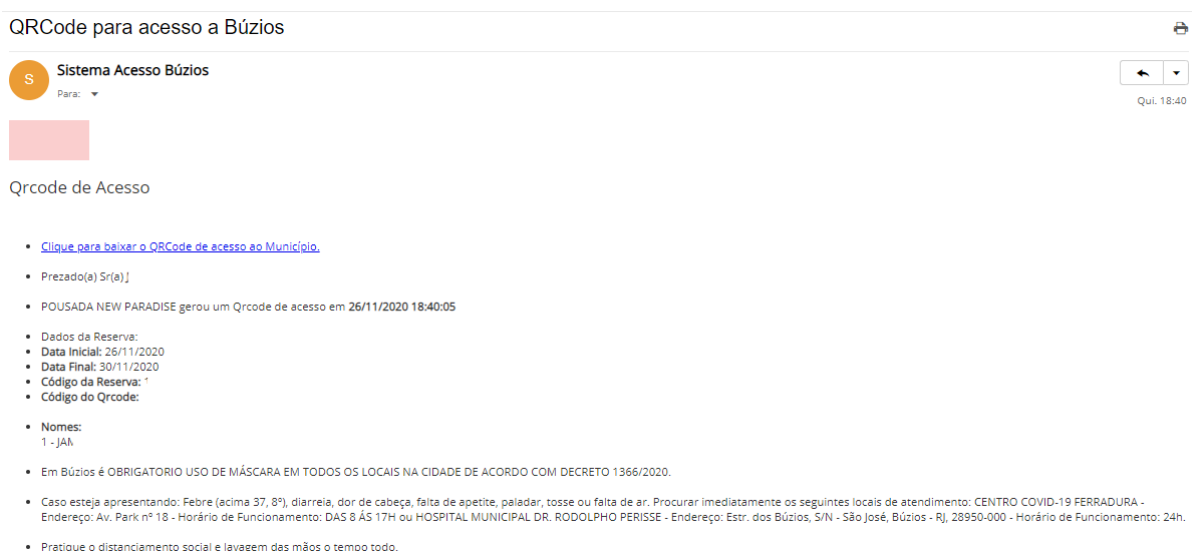 QRCode para acesso a Búzios
S
Sistema Acesso Búzios
Para:
Qui. 18:40
Qrcode de Acesso
Clique para baixar o QRCode de acesso ao Município.
Prezado(a) Sr(a)
POUSADA NEW PARADISE gerou um Qrcode de acesso em 26/11/2020 18:40:05
Dados da Reserva:
Data Inicial: 26/11/2020
Data Final: 30/11/2020
Código da Reserva:
Código do Qrcode:
Nomes:
1 - JAN
Em Búzios é OBRIGATORIO USO DE MÁSCARA EM TODOS OS LOCAIS NA CIDADE DE ACORDO COM DECRETO 1366/2020.
Caso esteja apresentando: Febre (acima 37, 8º), diarreia, dor de cabeça, falta de apetite, paladar, tosse ou falta de ar. Procurar imediatamente os seguintes locais de atendimento: CENTRO COVID-19 FERRADURA -
Endereço: Av. Park nº 18 - Horário de Funcionamento: DAS 8 ÁS 17H ou HOSPITAL MUNICIPAL DR. RODOLPHO PERISSE - Endereço: Estr. dos Búzios, S/N - São José, Búzios - RJ, 28950-000 - Horário de Funcionamento: 24h.
Pratique o distanciamento social e lavagem das mãos o tempo todo.